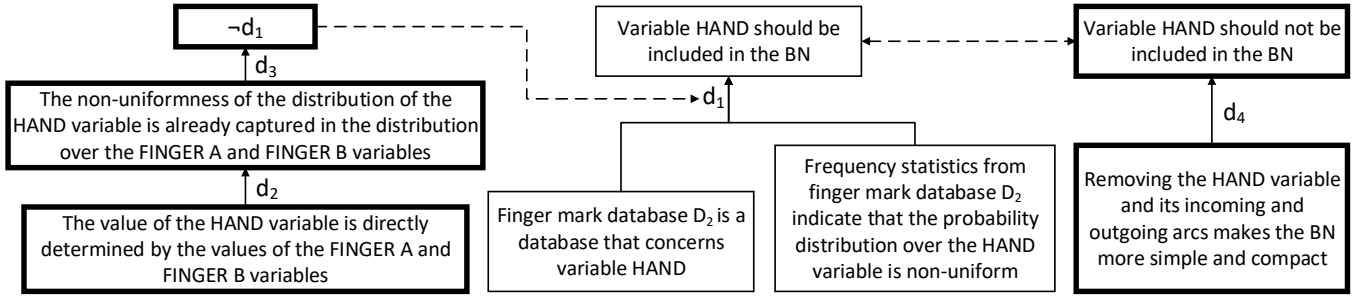 ¬d₁
d₃
The non-uniformness of the distribution of the
HAND variable is already captured in the distribution
over the FINGER A and FINGER B variables
d₂
The value of the HAND variable is directly
determined by the values of the FINGER A and
FINGER B variables
Variable HAND should be
included in the BN
d₁
Finger mark database D₂ is a
database that concerns
variable HAND
Frequency statistics from
finger mark database D₂
indicate that the probability
distribution over the HAND
variable is non-uniform
Variable HAND should not be
included in the BN
d₄
Removing the HAND variable
and its incoming and
outgoing arcs makes the BN
more simple and compact